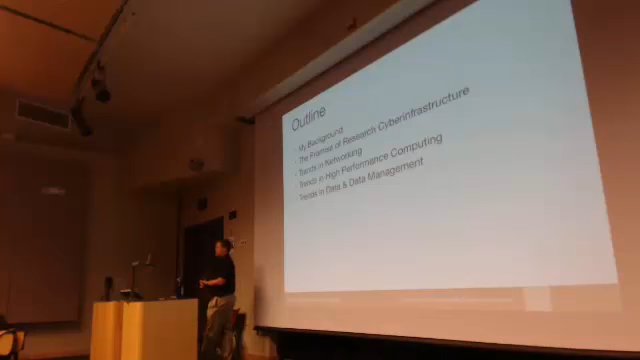 Outline
· My Background
· The Promise of Research Cyberinfrastructure
· Trends in Networking
· Trends in High Performance Computing
· Trends in Data & Data Management